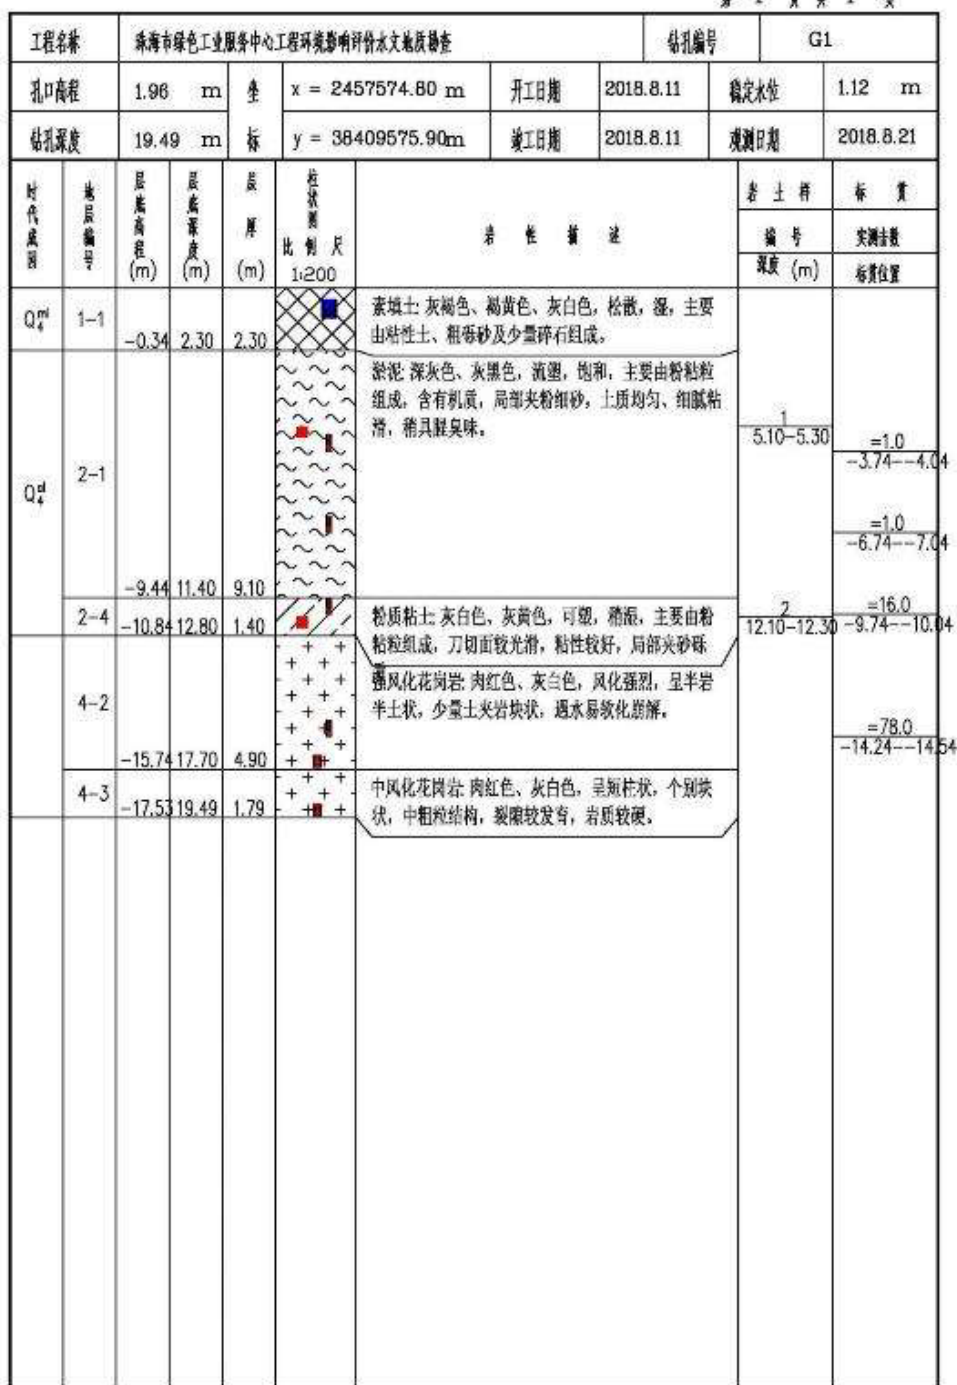 第 1 页 共 1 页
工程名称 珠海市绿色工业服务中心工程环境影响评价水文地质勘查 钻孔编号 G1
孔口高程 1.96 m 坐 x = 2457574.80 m 开工日期 2018.8.11 稳定水位 1.12 m
钻孔深度 19.49 m 标 y = 38409575.90m 竣工日期 2018.8.11 观测日期 2018.8.21
时代成因 地层编号 层底高程(m) 层底深度(m) 层厚(m) 柱状图 比例尺 1:200 岩性描述 岩土样 编号 深度 (m) 标贯 实测击数 标贯位置
Q4ml 1-1 -0.34 2.30 2.30 素填土: 灰褐色、褐黄色、灰白色，松散，湿，主要
由粘性土、粗砾砂及少量碎石组成。
淤泥: 深灰色、灰黑色，流塑，饱和，主要由粉粘粒
组成，含有机质，局部夹粉细砂，土质均匀、细腻粘
滑，稍具腥臭味。
1
5.10-5.30
=1.0
-3.74--4.04
2-1
Q4al
=1.0
-6.74--7.04
-9.44 11.40 9.10
2-4 -10.84 12.80 1.40 粉质粘土: 灰白色、灰黄色，可塑，稍湿，主要由粉
粘粒组成，刀切面较光滑，粘性较好，局部夹砂砾
2
12.10-12.30
=16.0
-9.74--10.04
强风化花岗岩: 肉红色、灰白色，风化强烈，呈半岩
半土状，少量土夹岩块状，遇水易软化崩解。
4-2
=78.0
-14.24--14.54
-15.74 17.70 4.90
4-3 -17.53 19.49 1.79 中风化花岗岩: 肉红色、灰白色，呈短柱状，个别块
状，中粗粒结构，裂隙较发育，岩质较硬。